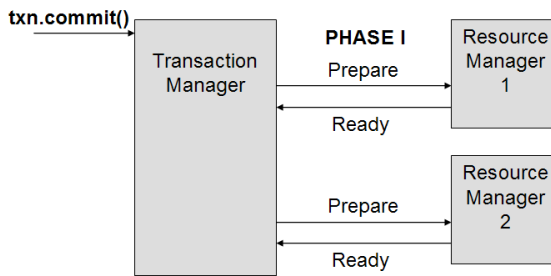 txn.commit()
Transaction
Manager
PHASE I
Prepare
Ready
Resource
Manager
1
Prepare
Ready
Resource
Manager
2